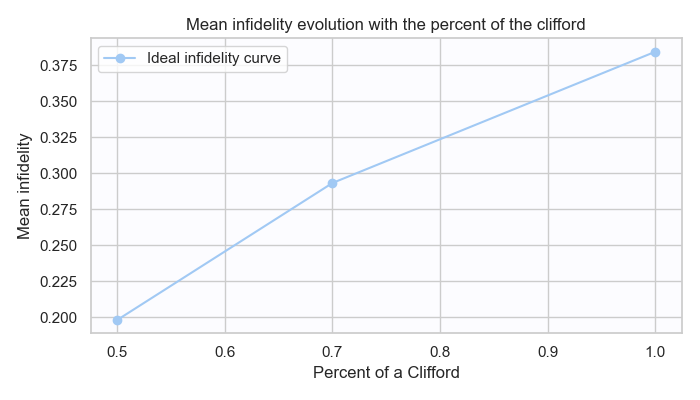 Mean infidelity evolution with the percent of the clifford
Ideal infidelity curve
Mean infidelity
0.375
0.350
0.325
0.300
0.275
0.250
0.225
0.200
0.5 0.6 0.7 0.8 0.9 1.0
Percent of a Clifford